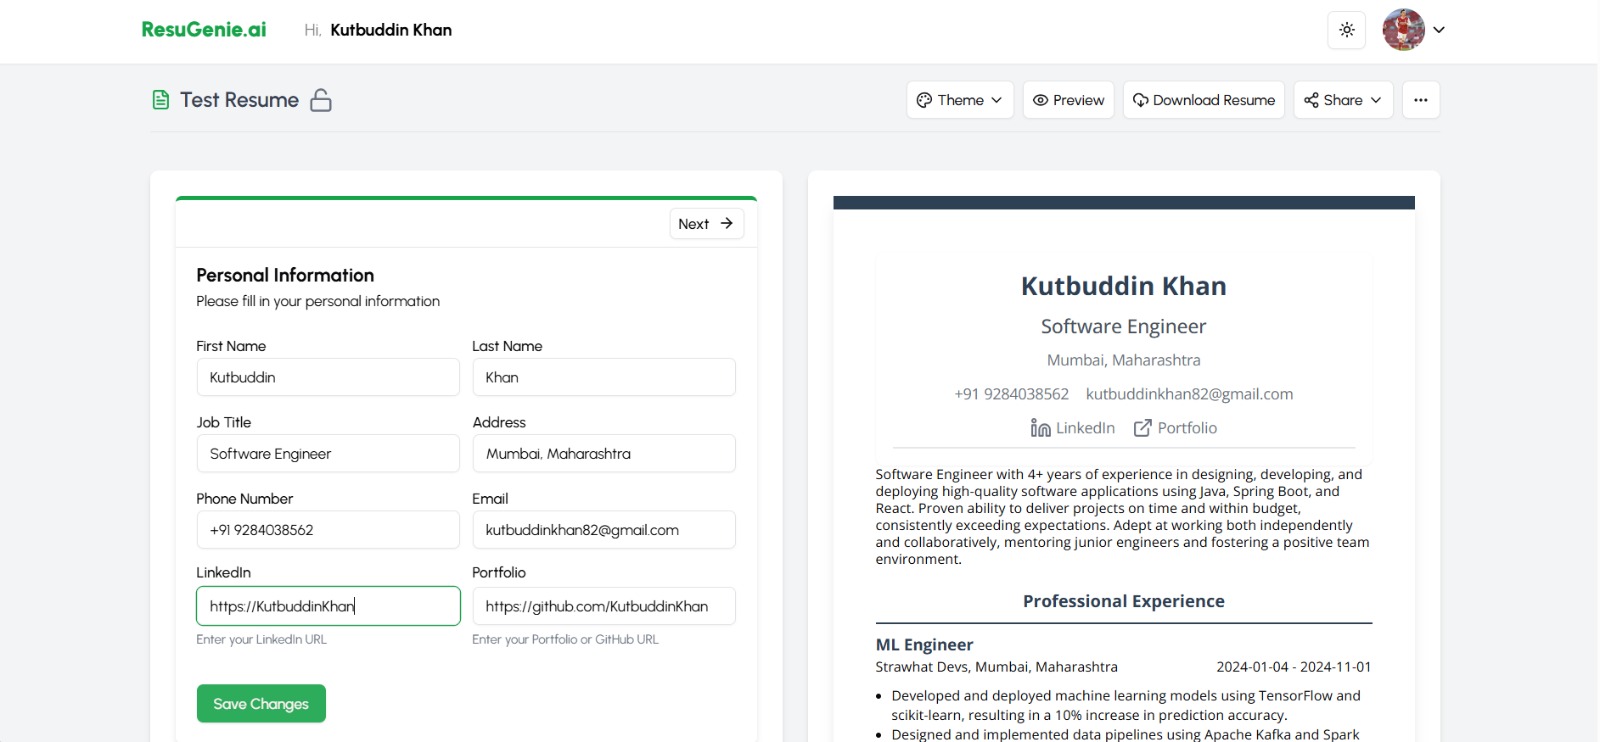 ResuGenie.ai
Hi, Kutbuddin Khan
Test Resume
Theme
Preview
Download Resume
Share
Next
Personal Information
Please fill in your personal information
First Name
Last Name
Kutbuddin
Khan
Job Title
Address
Software Engineer
Mumbai, Maharashtra
Phone Number
Email
+91 9284038562
kutbuddinkhan82@gmail.com
LinkedIn
Portfolio
https://KutbuddinKhan
https://github.com/KutbuddinKhan
Enter your LinkedIn URL
Enter your Portfolio or GitHub URL
Save Changes
Kutbuddin Khan
Software Engineer
Mumbai, Maharashtra
+91 9284038562 kutbuddinkhan82@gmail.com
LinkedIn Portfolio
Software Engineer with 4+ years of experience in designing, developing, and
deploying high-quality software applications using Java, Spring Boot, and
React. Proven ability to deliver projects on time and within budget,
consistently exceeding expectations. Adept at working both independently
and collaboratively, mentoring junior engineers and fostering a positive team
environment.
Professional Experience
ML Engineer
Strawhat Devs, Mumbai, Maharashtra 2024-01-04 - 2024-11-01
• Developed and deployed machine learning models using TensorFlow and
scikit-learn, resulting in a 10% increase in prediction accuracy.
• Designed and implemented data pipelines using Apache Kafka and Spark